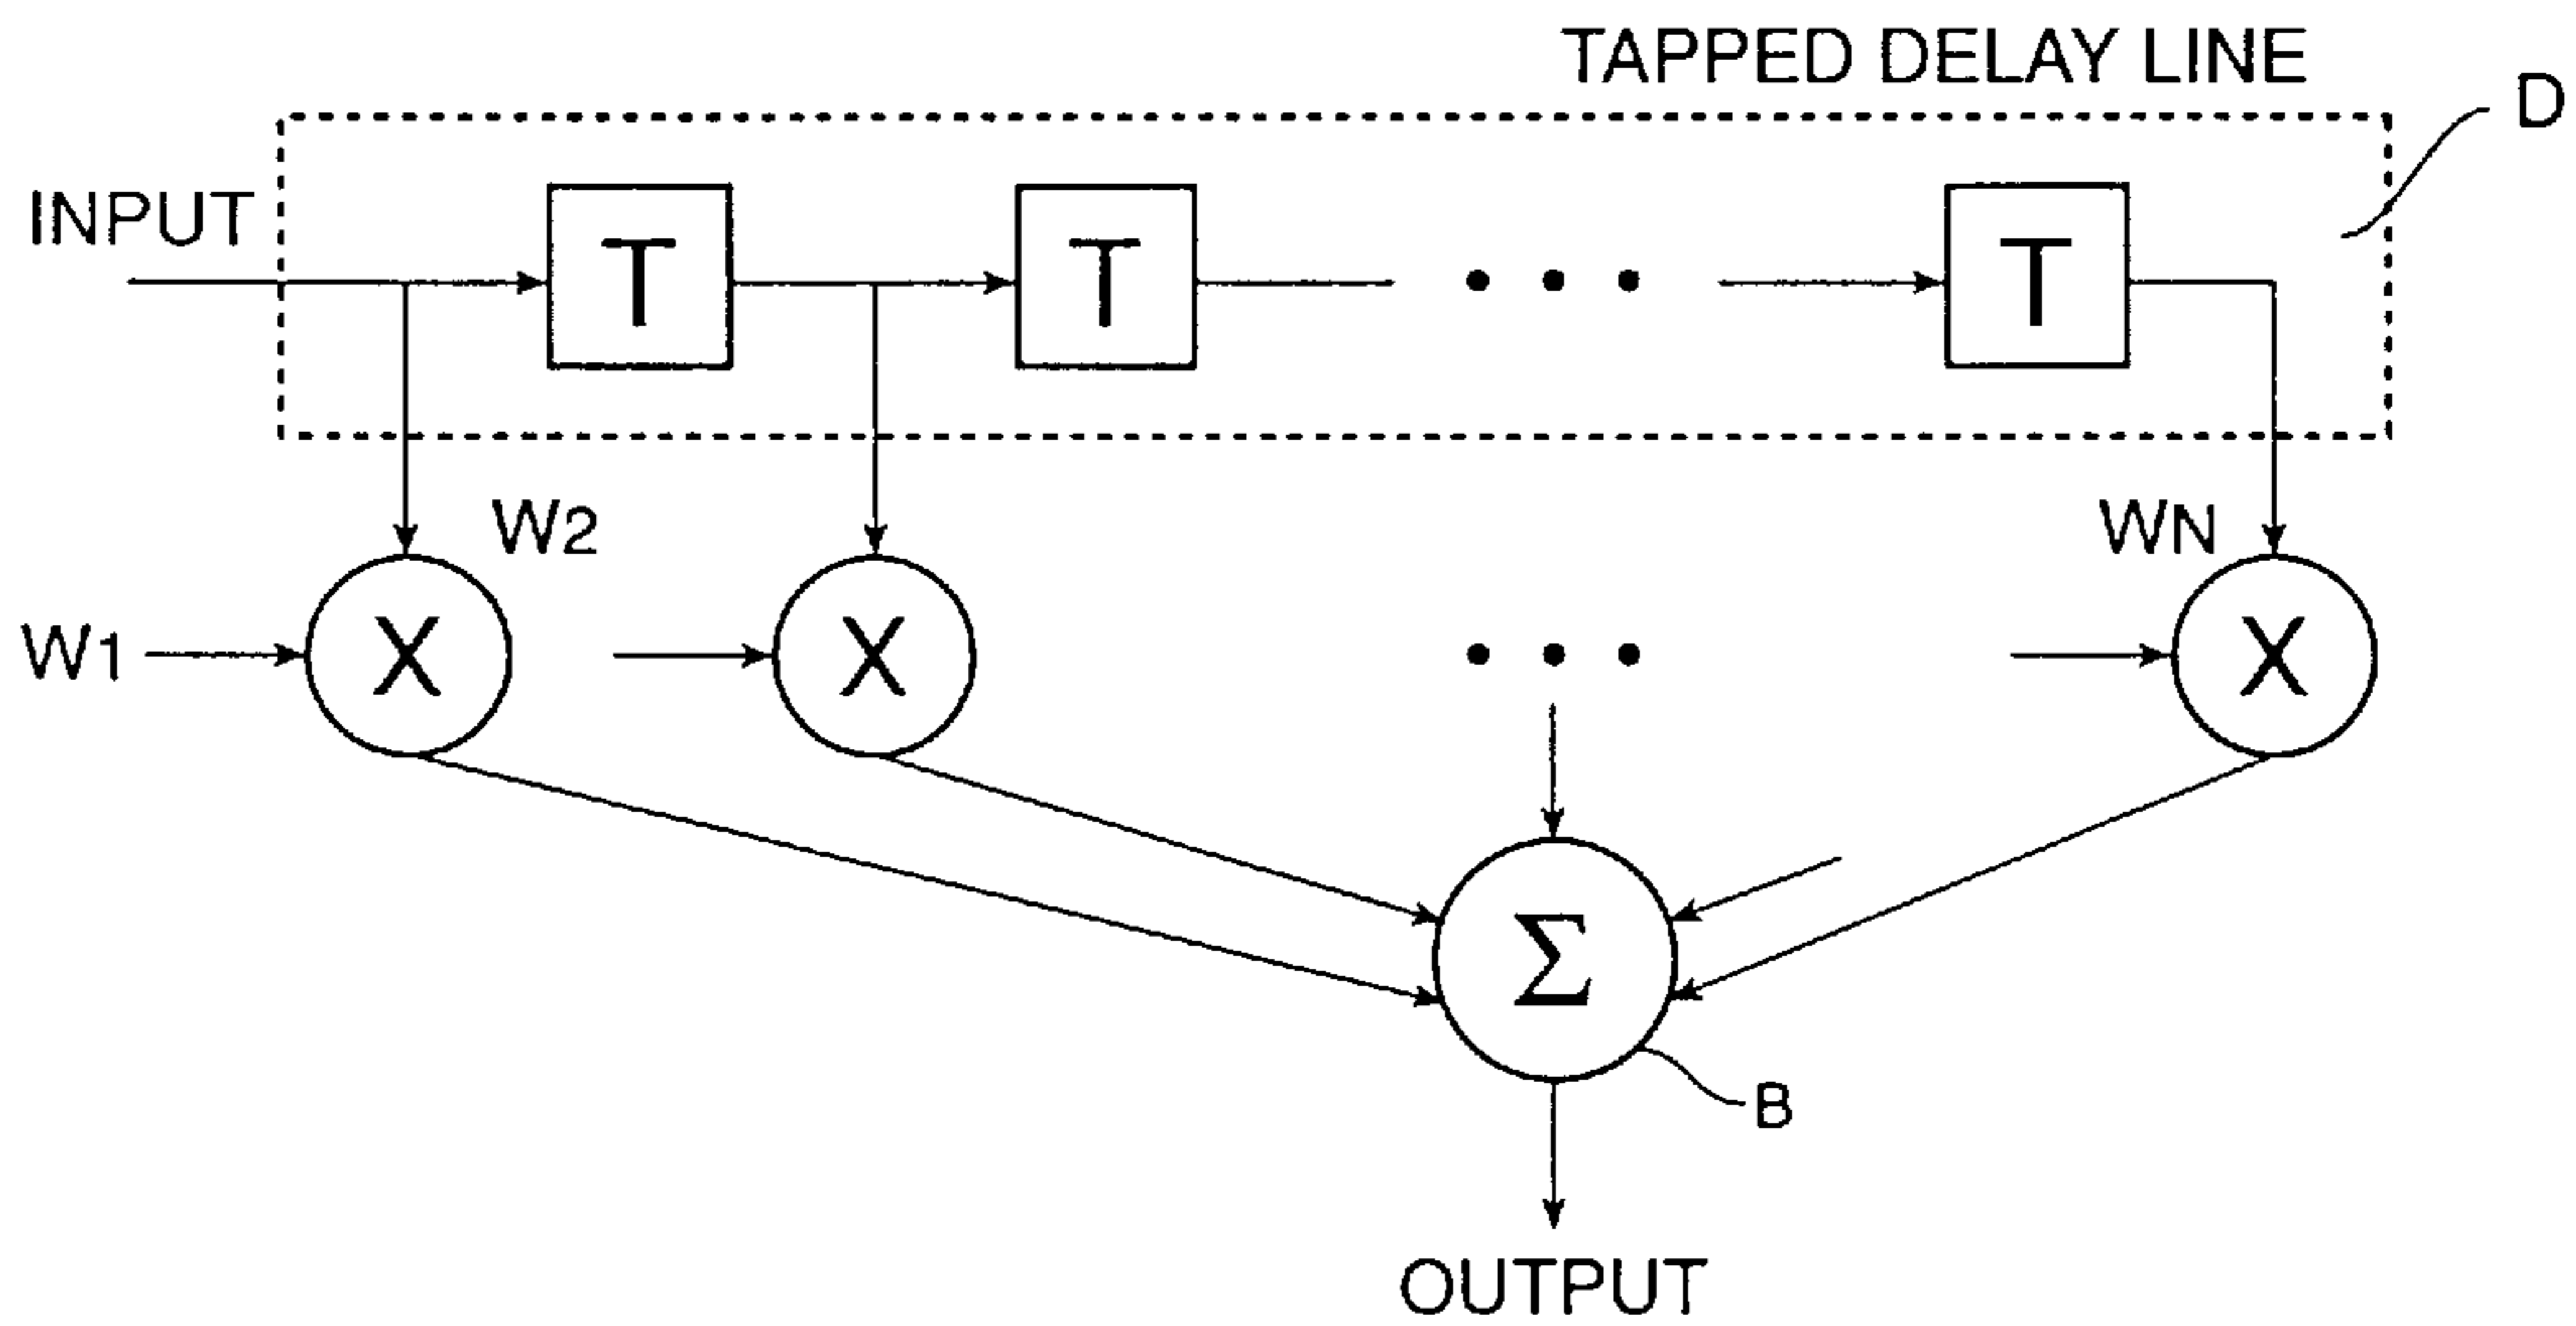 TAPPED DELAY LINE
D
INPUT
T T T
W2 WN
W1 X X X
Σ
B
OUTPUT